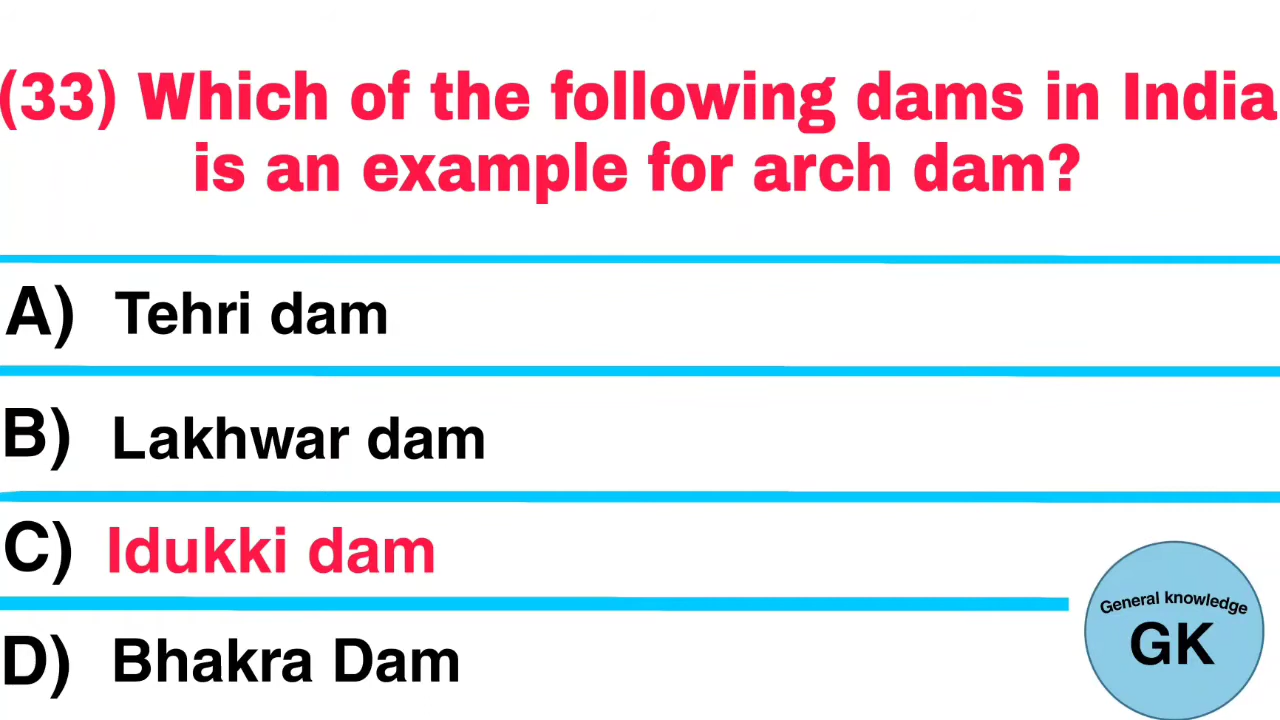 (33) Which of the following dams in India
is an example for arch dam?
A) Tehri dam
B) Lakhwar dam
C) Idukki dam
D) Bhakra Dam
General knowledge
GK